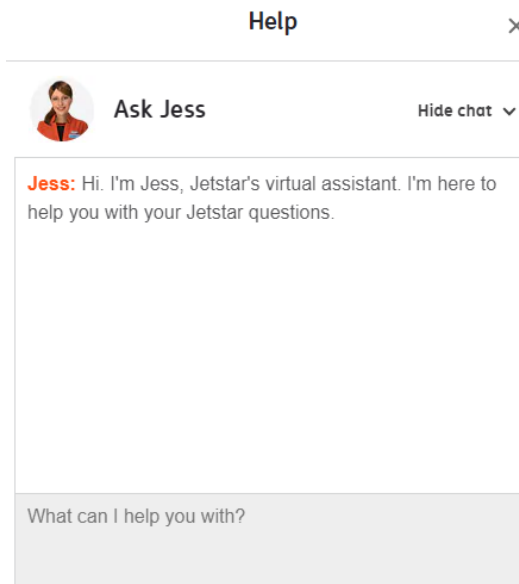 Help
Ask Jess
Hide chat
Jess: Hi. I'm Jess, Jetstar's virtual assistant. I'm here to
help you with your Jetstar questions.
What can I help you with?